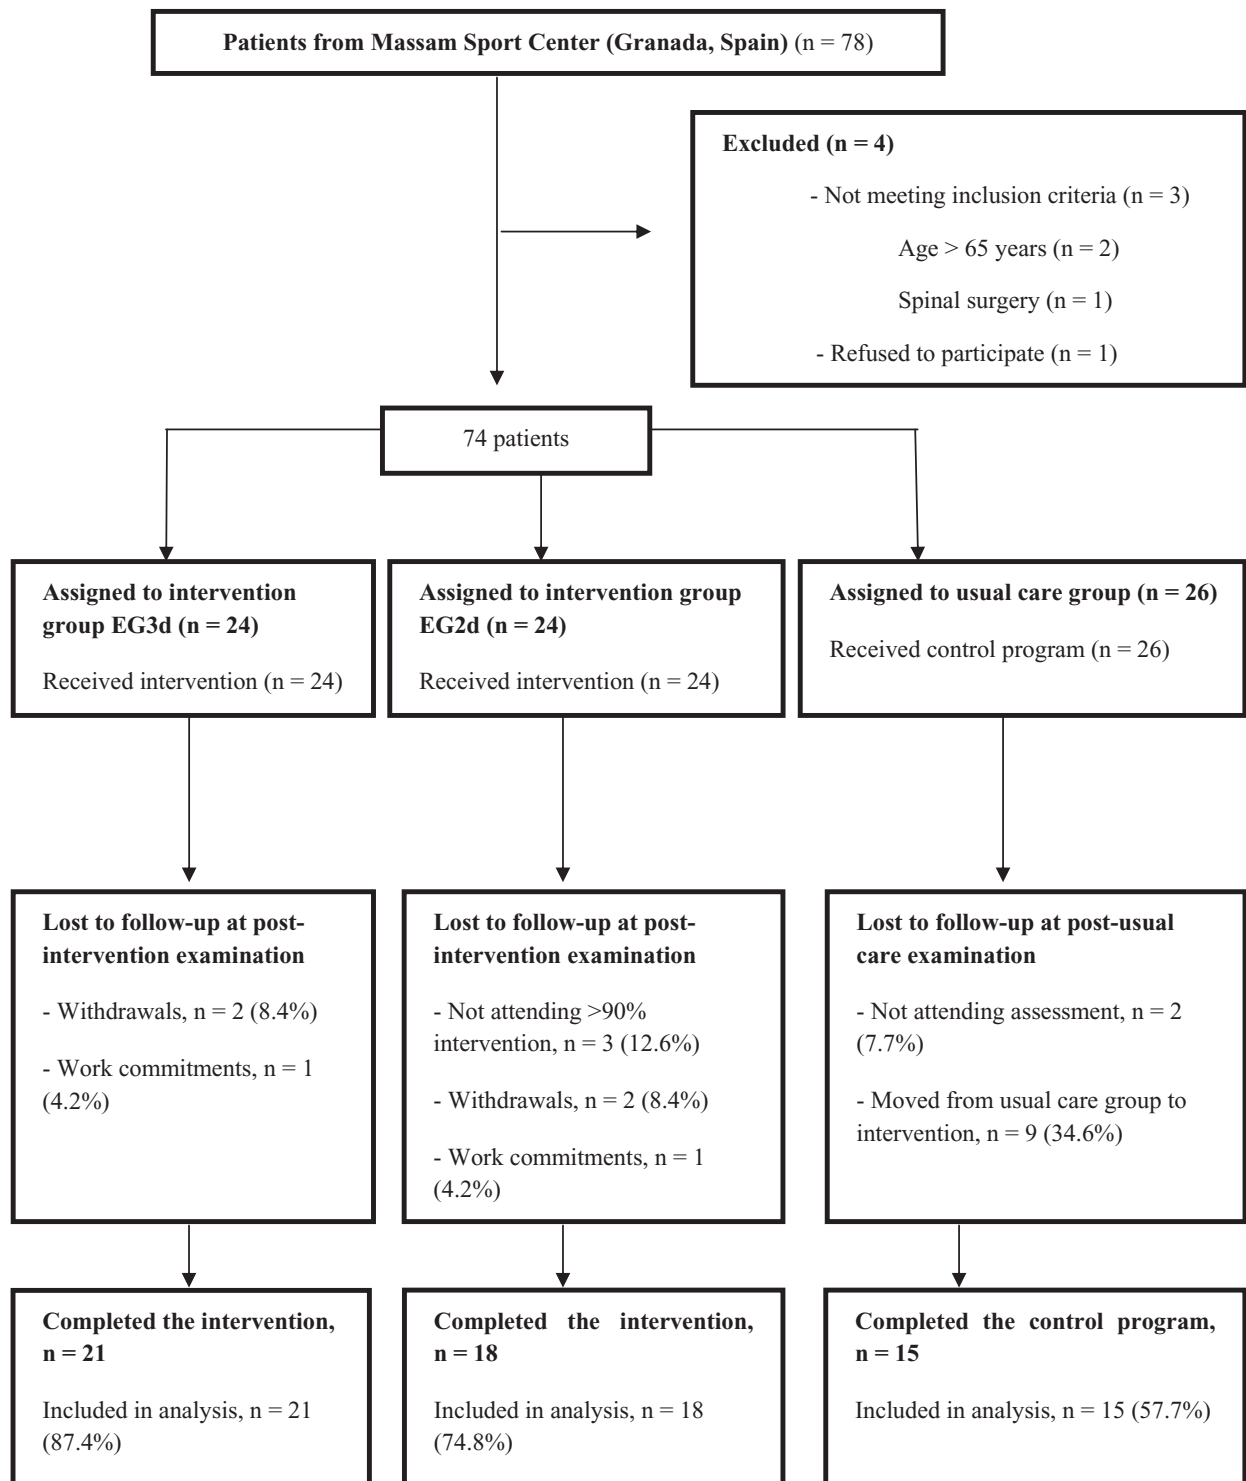 Patients from Massam Sport Center (Granada, Spain) (n = 78)
Excluded (n = 4)
- Not meeting inclusion criteria (n = 3)
Age > 65 years (n = 2)
Spinal surgery (n = 1)
- Refused to participate (n = 1)
74 patients
Assigned to intervention
group EG3d (n = 24)
Received intervention (n = 24)
Assigned to intervention group
EG2d (n = 24)
Received intervention (n = 24)
Assigned to usual care group (n = 26)
Received control program (n = 26)
Lost to follow-up at post-
intervention examination
- Withdrawals, n = 2 (8.4%)
- Work commitments, n = 1
(4.2%)
Lost to follow-up at post-
intervention examination
- Not attending >90%
intervention, n = 3 (12.6%)
- Withdrawals, n = 2 (8.4%)
- Work commitments, n = 1
(4.2%)
Lost to follow-up at post-usual
care examination
- Not attending assessment, n = 2
(7.7%)
- Moved from usual care group to
intervention, n = 9 (34.6%)
Completed the intervention,
n = 21
Included in analysis, n = 21
(87.4%)
Completed the intervention,
n = 18
Included in analysis, n = 18
(74.8%)
Completed the control program,
n = 15
Included in analysis, n = 15 (57.7%)